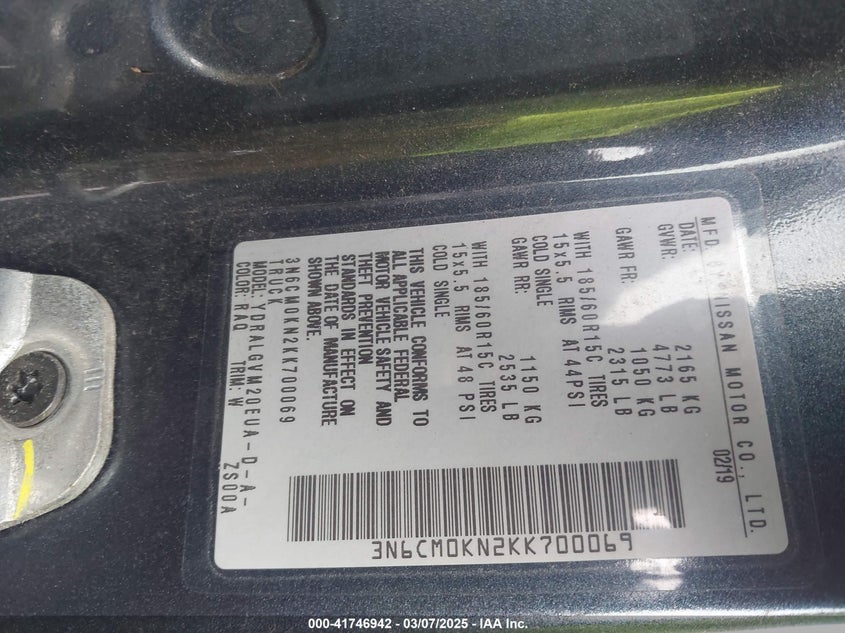 MFD BY NISSAN MOTOR CO., LTD.
DATE: 02/19
GVWR: 2165 KG
4773 LB
GAWR FR: 1050 KG
2315 LB
WITH 185/60R15C TIRES
15x5.5 RIMS AT 44PSI
COLD SINGLE
GAWR RR: 1150 KG
2535 LB
WITH 185/60R15C TIRES
15x5.5 RIMS AT 48 PSI
COLD SINGLE
THIS VEHICLE CONFORMS TO
ALL APPLICABLE FEDERAL
MOTOR VEHICLE SAFETY AND
THEFT PREVENTION
STANDARDS IN EFFECT ON
THE DATE OF MANUFACTURE
SHOWN ABOVE.
3N6CM0KN2KK700069
TRUCK
MODEL: YDRALGVM20EUA-D-A-
ZS00A
COLOR: RAQ TRIM: W
3N6CM0KN2KK700069
000-41746942 - 03/07/2025 - IAA Inc.